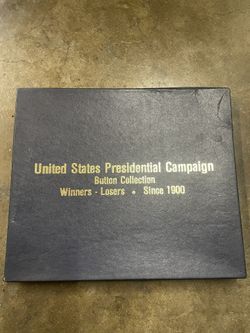 United States Presidential Campaign
Button Collection
Winners - Losers • Since 1900